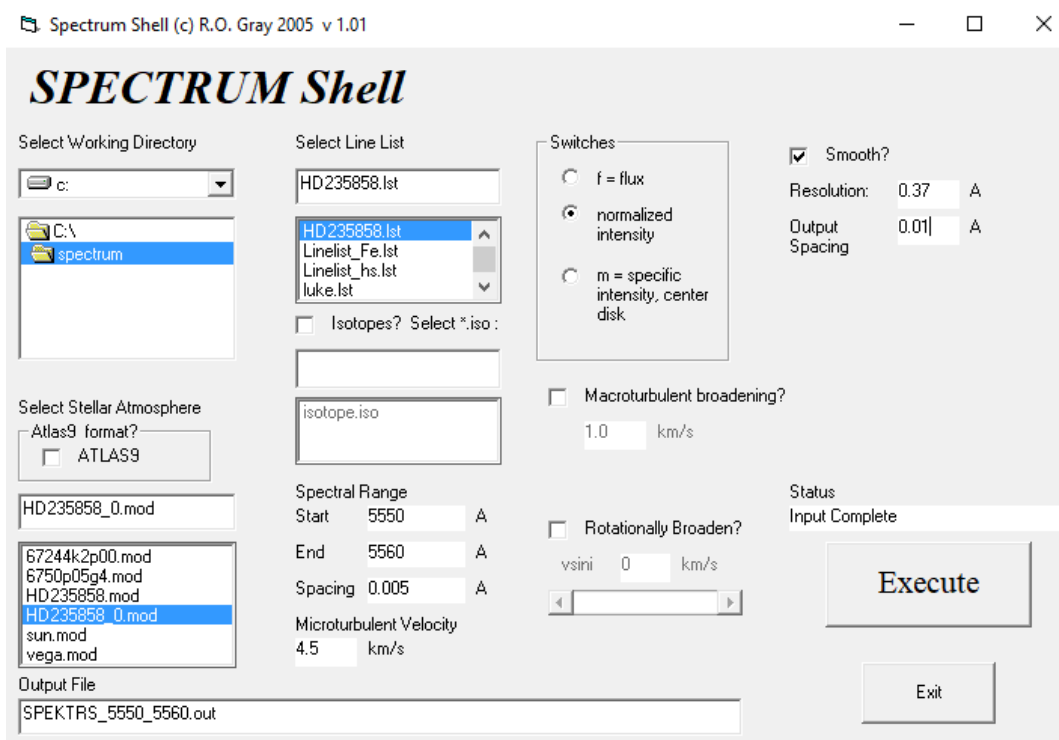 Spectrum Shell (c) R.O. Gray 2005 v 1.01
SPECTRUM Shell
Select Working Directory
c:
C:\
spectrum
Select Stellar Atmosphere
Atlas9 format?
ATLAS9
HD235858_0.mod
67244k2p00.mod
6750p05g4.mod
HD235858.mod
HD235858_0.mod
sun.mod
vega.mod
Select Line List
HD235858.lst
HD235858.lst
Linelist_Fe.lst
Linelist_hs.lst
luke.lst
Isotopes? Select *.iso :
isotope.iso
Spectral Range
Start 5550 A
End 5560 A
Spacing 0.005 A
Microturbulent Velocity
4.5 km/s
Switches
f = flux
normalized
intensity
m = specific
intensity, center
disk
Macroturbulent broadening?
1.0 km/s
Rotationally Broaden?
vsini 0 km/s
Smooth?
Resolution: 0.37 A
Output 0.01 A
Spacing
Status
Input Complete
Execute
Exit
Output File
SPEKTRS_5550_5560.out